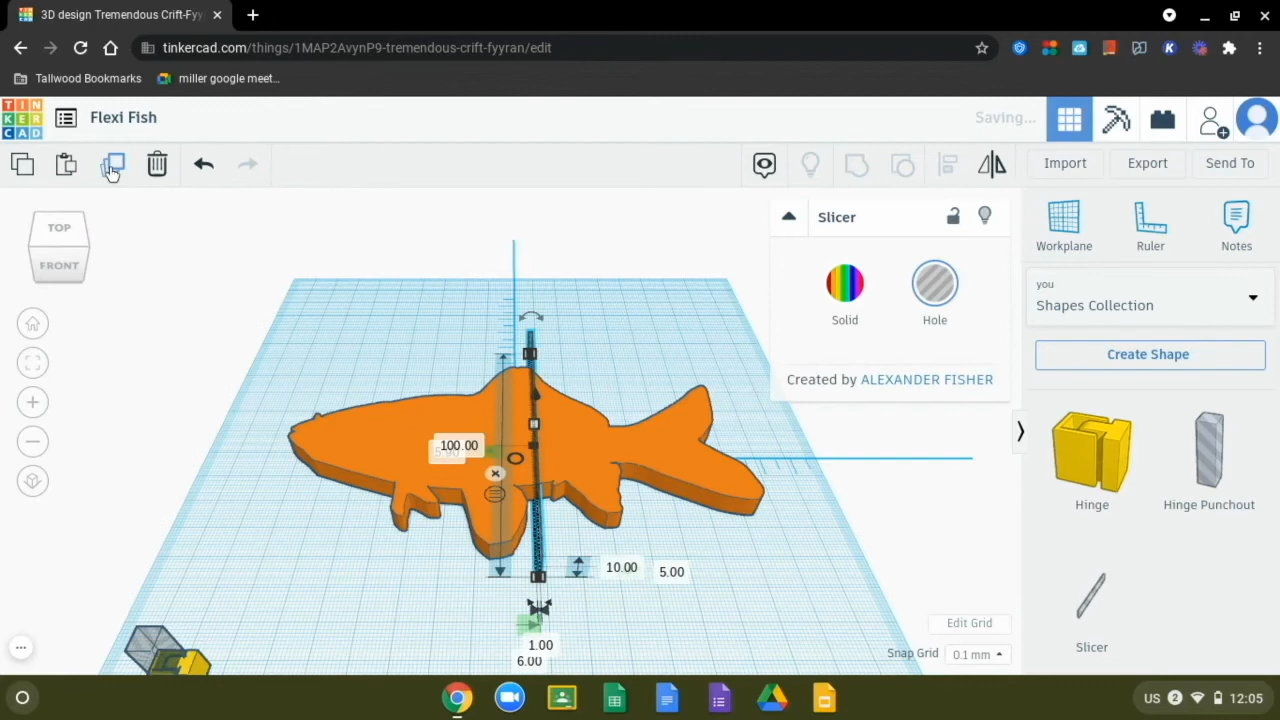 3D design Tremendous Crift-Fyy
tinkercad.com/things/1MAP2AvynP9-tremendous-crift-fyyran/edit
Tallwood Bookmarks
miller google meet...
TIN
KER
CAD
Flexi Fish
Saving...
Import
Export
Send To
TOP
FRONT
Slicer
Solid
Hole
Created by ALEXANDER FISHER
Workplane
Ruler
Notes
you
Shapes Collection
Create Shape
Hinge
Hinge Punchout
Slicer
100.00
10.00
5.00
1.00
6.00
Edit Grid
Snap Grid
0.1 mm
US
2
12:05